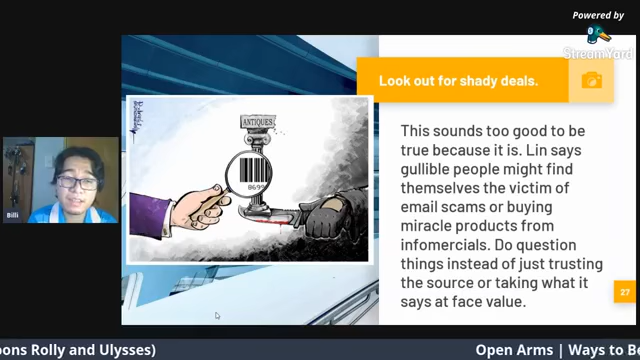 Powered by
StreamYard
Look out for shady deals.
ANTIQUES
0699
This sounds too good to be
true because it is. Lin says
gullible people might find
themselves the victim of
email scams or buying
miracle products from
infomercials. Do question
things instead of just trusting
the source or taking what it
says at face value.
Billi
27
oons Rolly and Ulysses)
Open Arms | Ways to Be